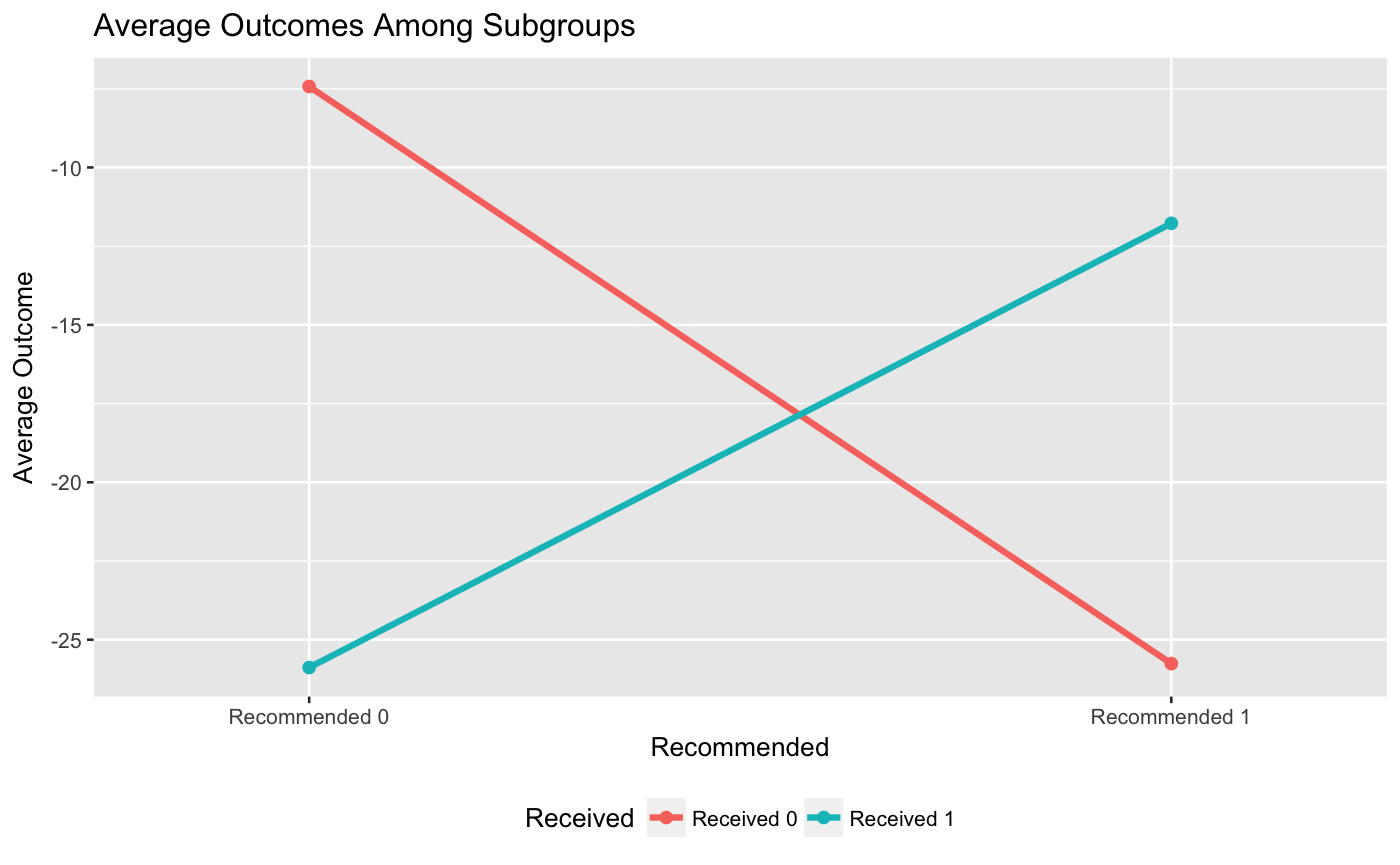 Average Outcomes Among Subgroups
Average Outcome
-10
-15
-20
-25
Recommended 0
Recommended 1
Recommended
Received
Received 0
Received 1